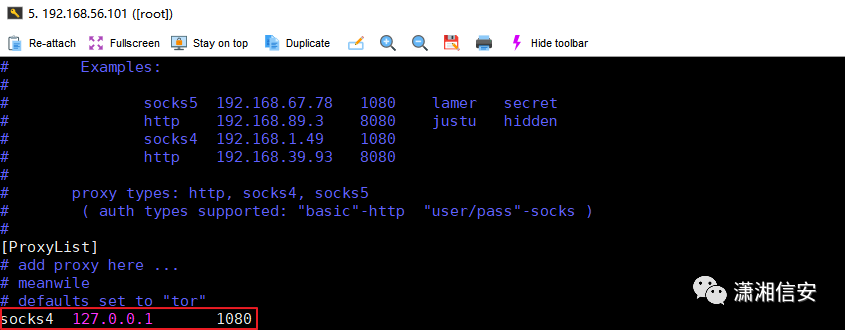 5. 192.168.56.101 ([root])
Re-attach Fullscreen Stay on top Duplicate Hide toolbar
# Examples:
#
# socks5 192.168.67.78 1080 lamer secret
# http 192.168.89.3 8080 justu hidden
# socks4 192.168.1.49 1080
# http 192.168.39.93 8080
#
# proxy types: http, socks4, socks5
# ( auth types supported: "basic"-http "user/pass"-socks )
#
[ProxyList]
# add proxy here ...
# meanwile
# defaults set to "tor"
socks4 127.0.0.1 1080
潇湘信安